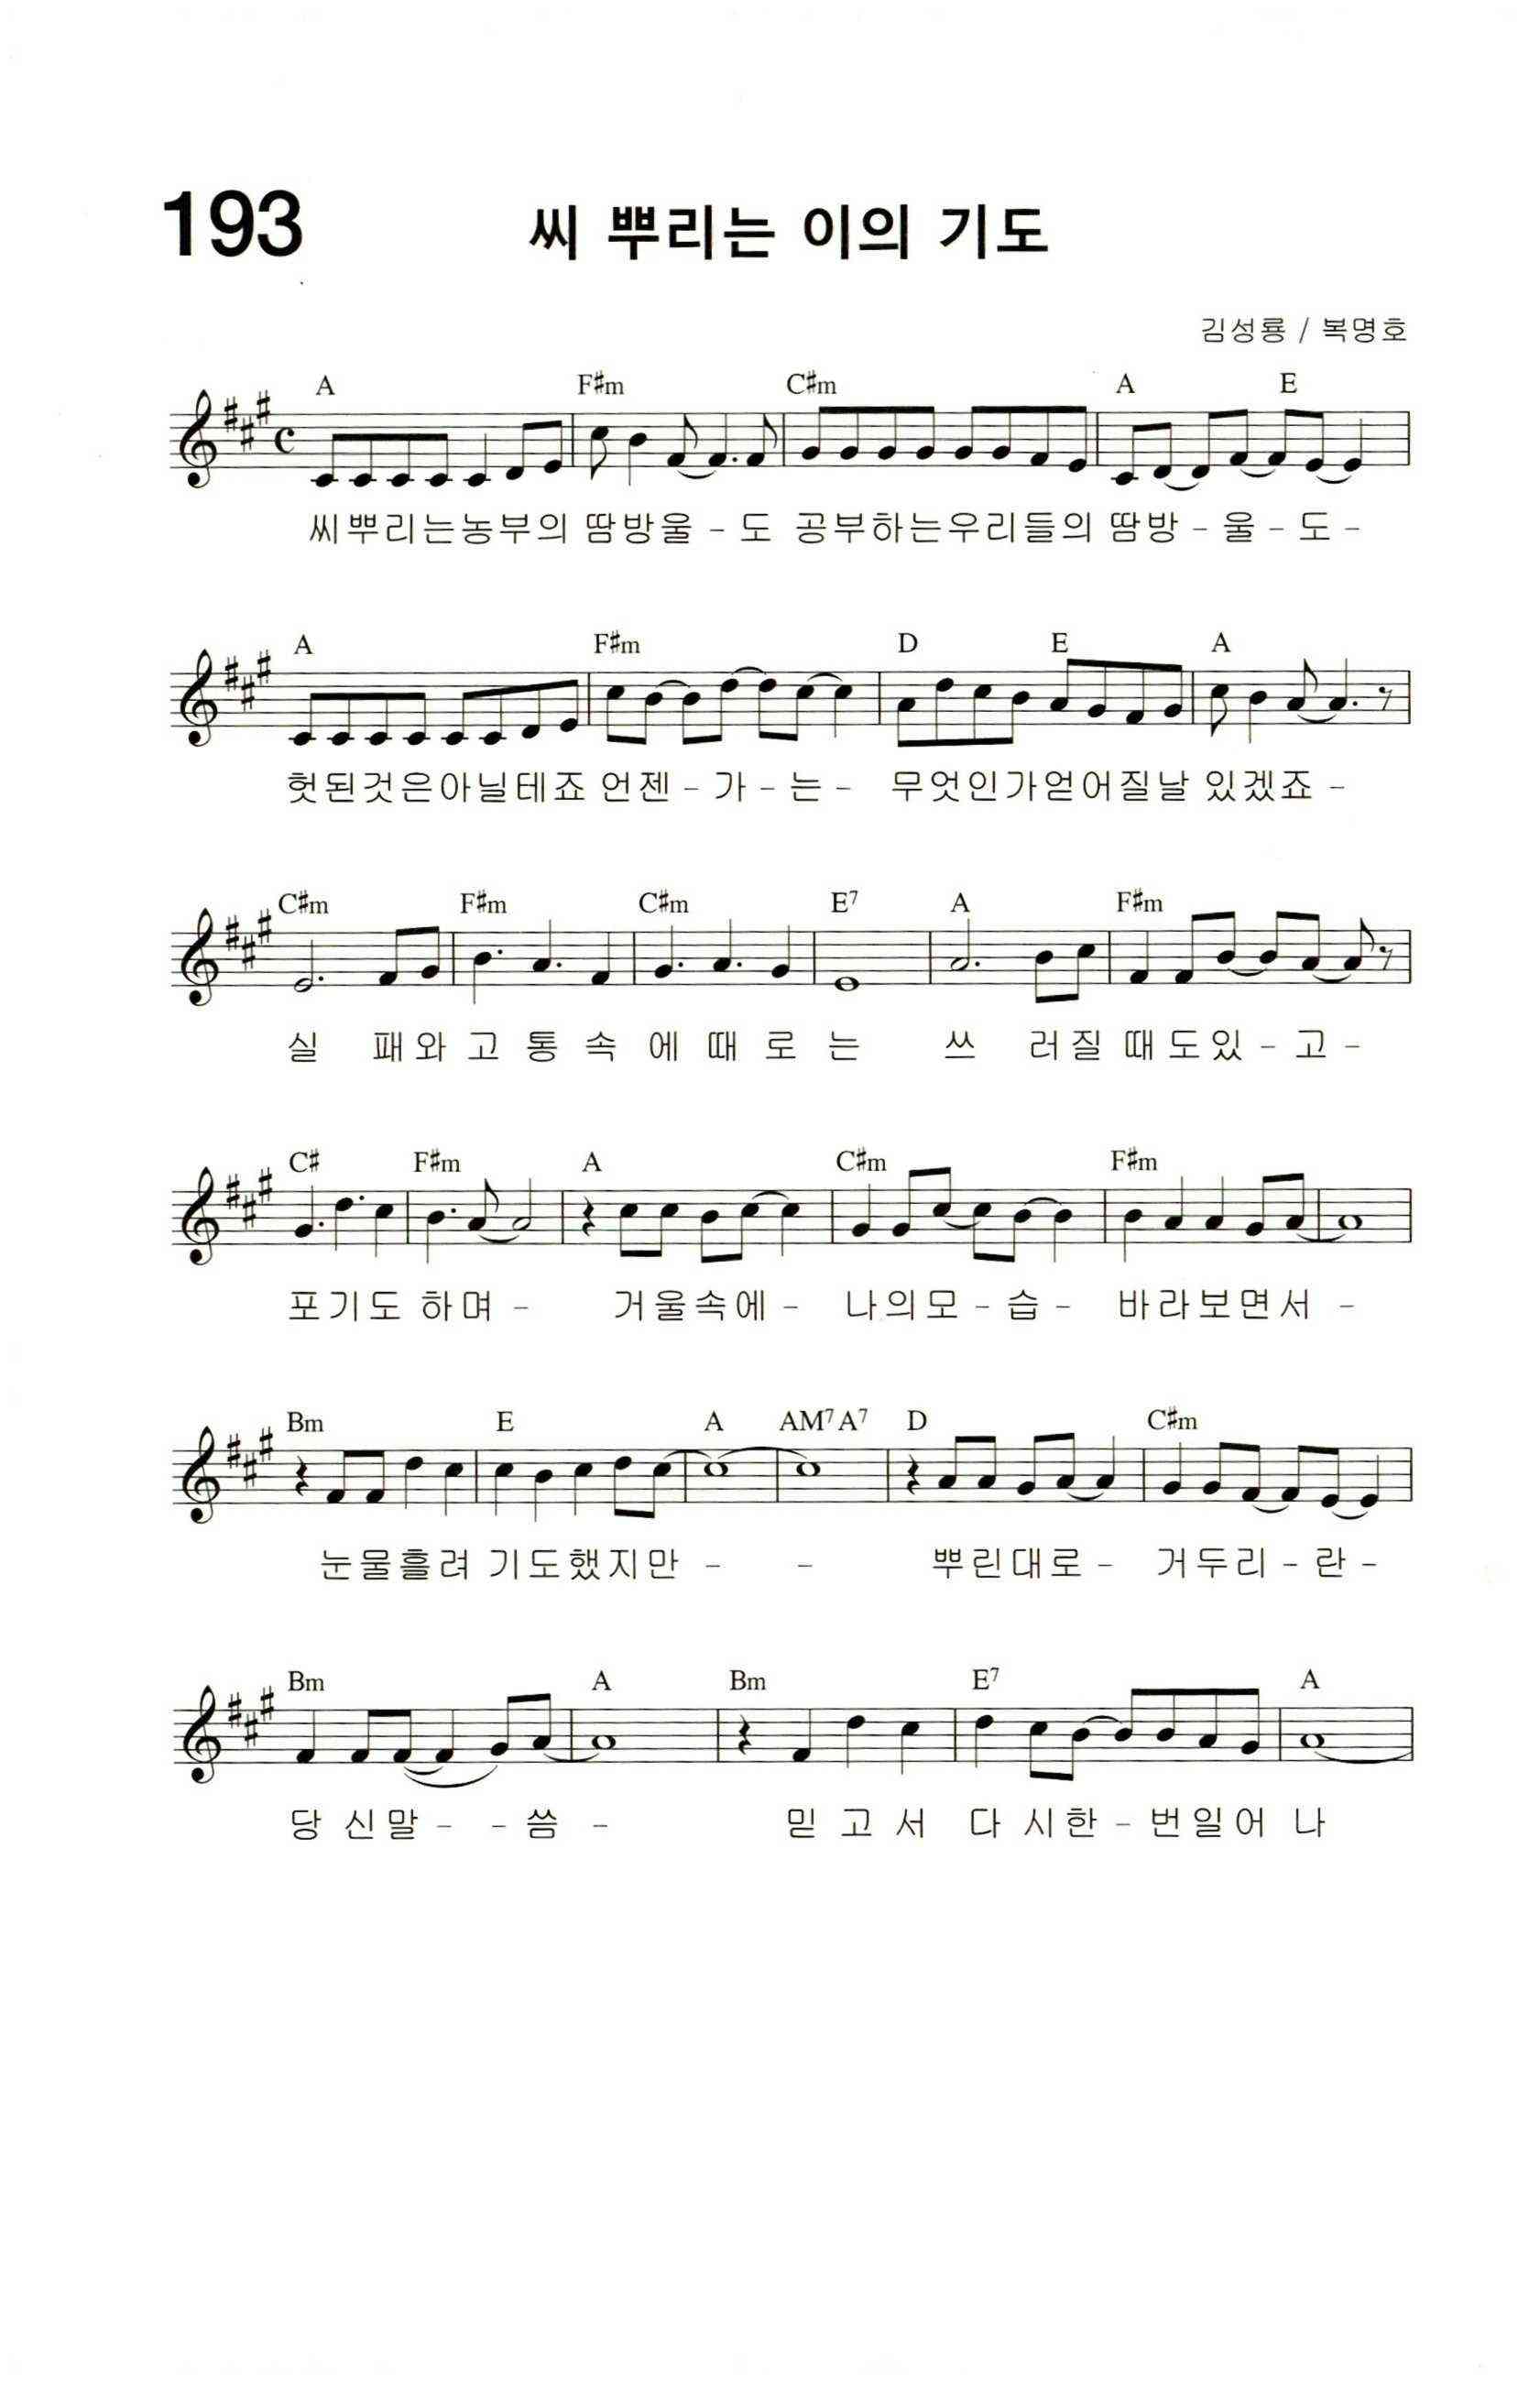 193
씨 뿌리는 이의 기도
김성룡 / 복명호
A F#m C#m A E
씨뿌리는농부의 땀방울-도 공부하는우리들의 땀방-울-도-
A F#m D E A
헛된것은아닐테죠 언젠-가-는- 무엇인가얻어질날 있겠죠-
C#m F#m C#m E7 A F#m
실 패와 고 통 속 에 때 로 는 쓰 러질 때도있-고-
C# F#m A C#m F#m
포기도 하며- 거울속에- 나의모-습- 바라보면서-
Bm E A AM7 A7 D C#m
눈물흘려 기도했지만- - 뿌린대로- 거두리-란-
Bm A Bm E7 A
당 신말- -씀- 믿 고 서 다 시한-번일어 나